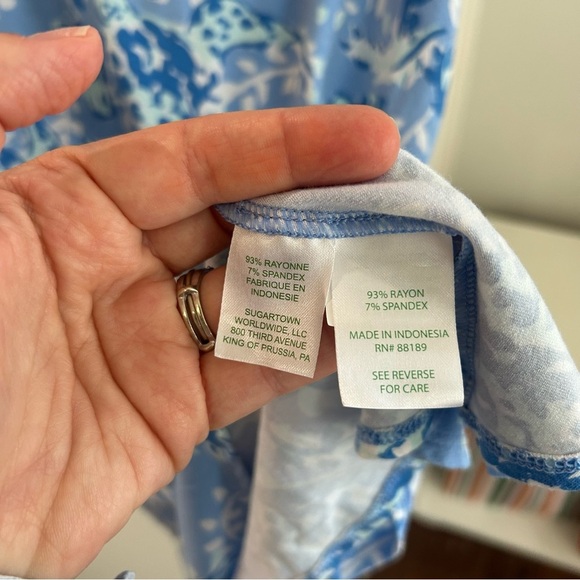 93% RAYONNE
7% SPANDEX
FABRIQUE EN
INDONESIE
SUGARTOWN
WORLDWIDE, LLC
800 THIRD AVENUE
KING OF PRUSSIA, PA
93% RAYON
7% SPANDEX
MADE IN INDONESIA
RN# 88189
SEE REVERSE
FOR CARE